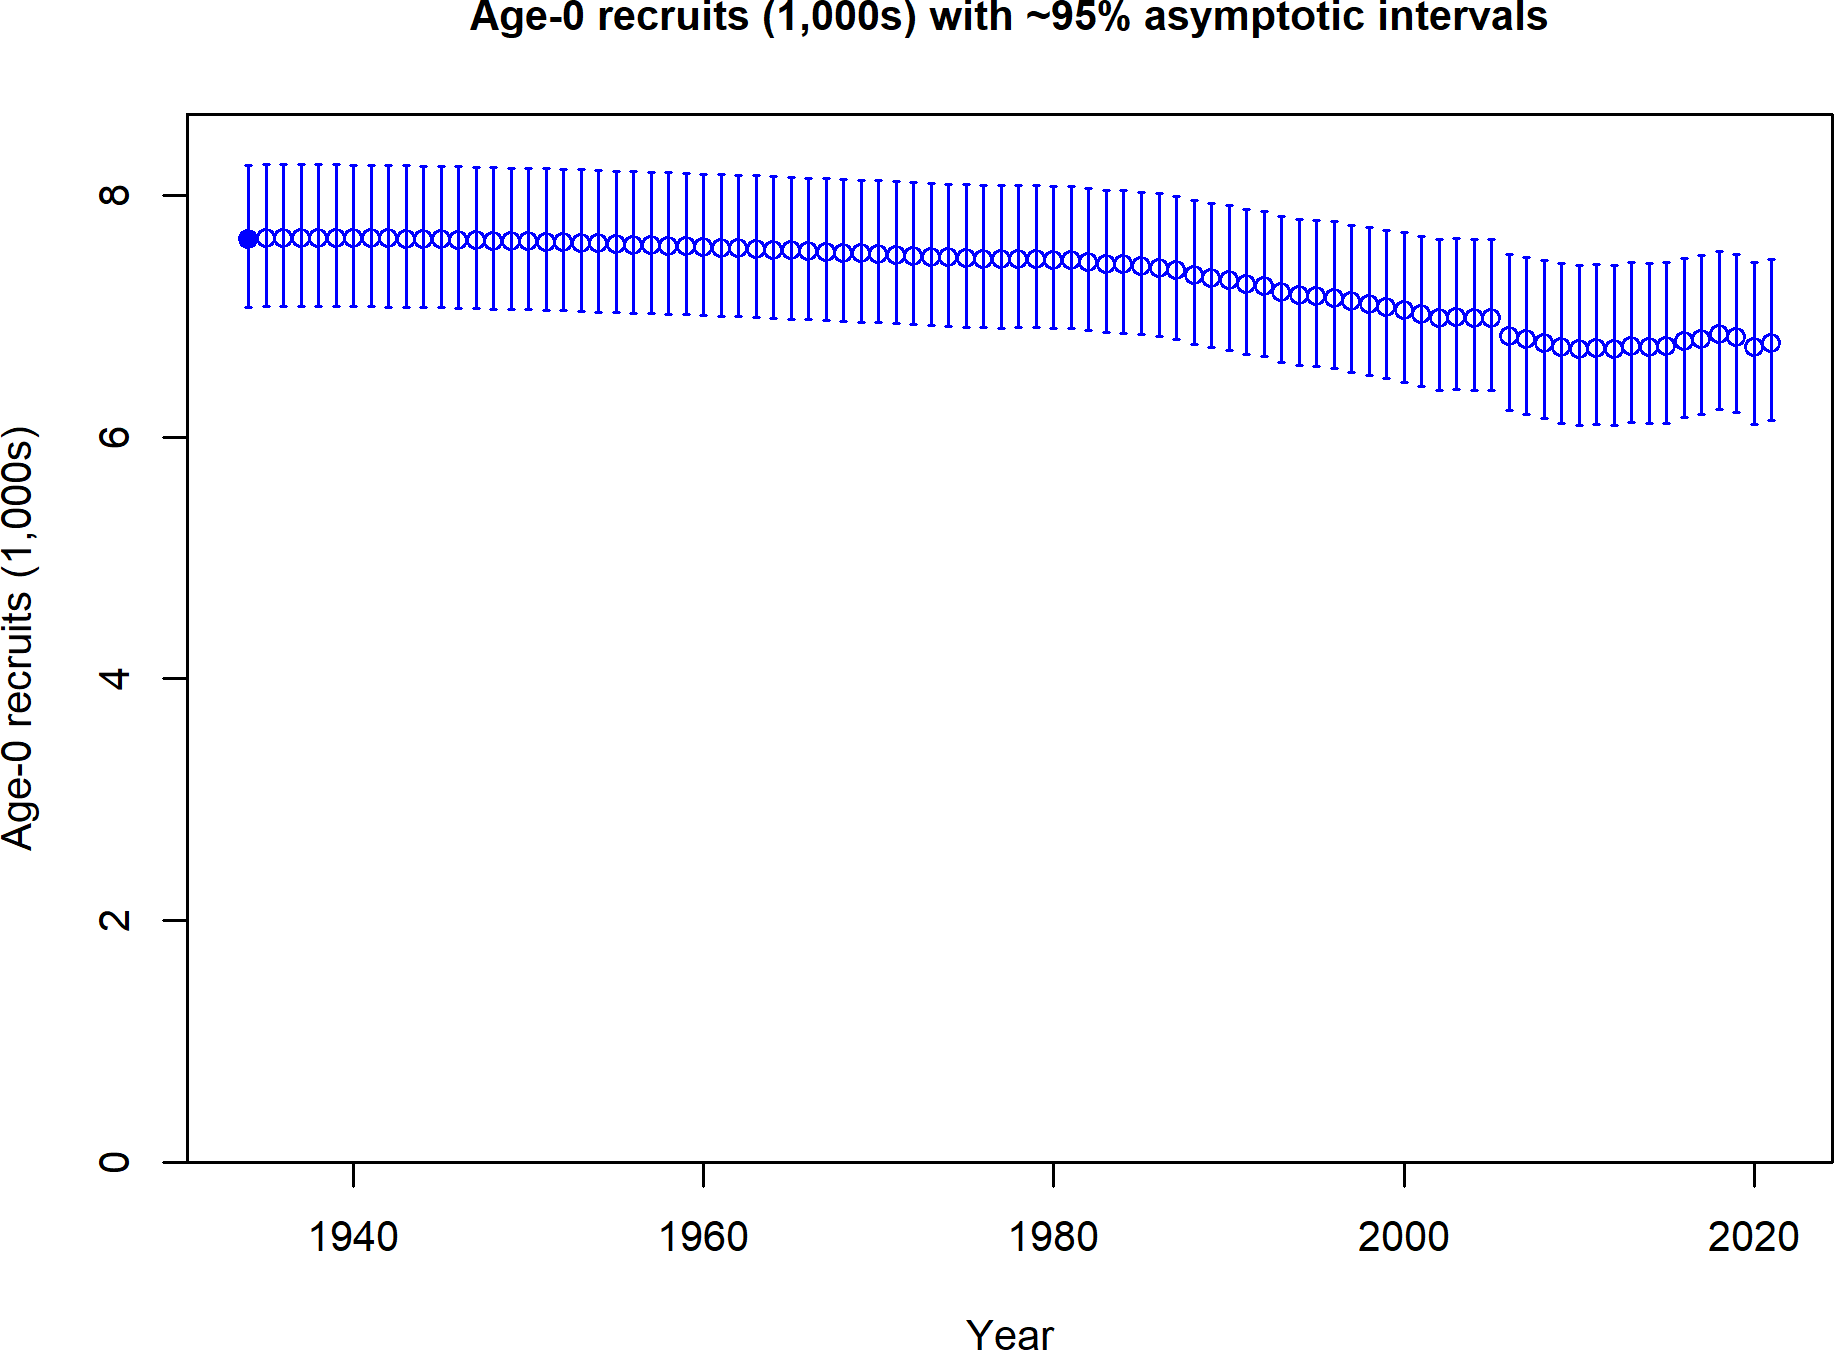 Age-0 recruits (1,000s) with ~95% asymptotic intervals
Age-0 recruits (1,000s)
8
6
4
2
0
1940 1960 1980 2000 2020
Year